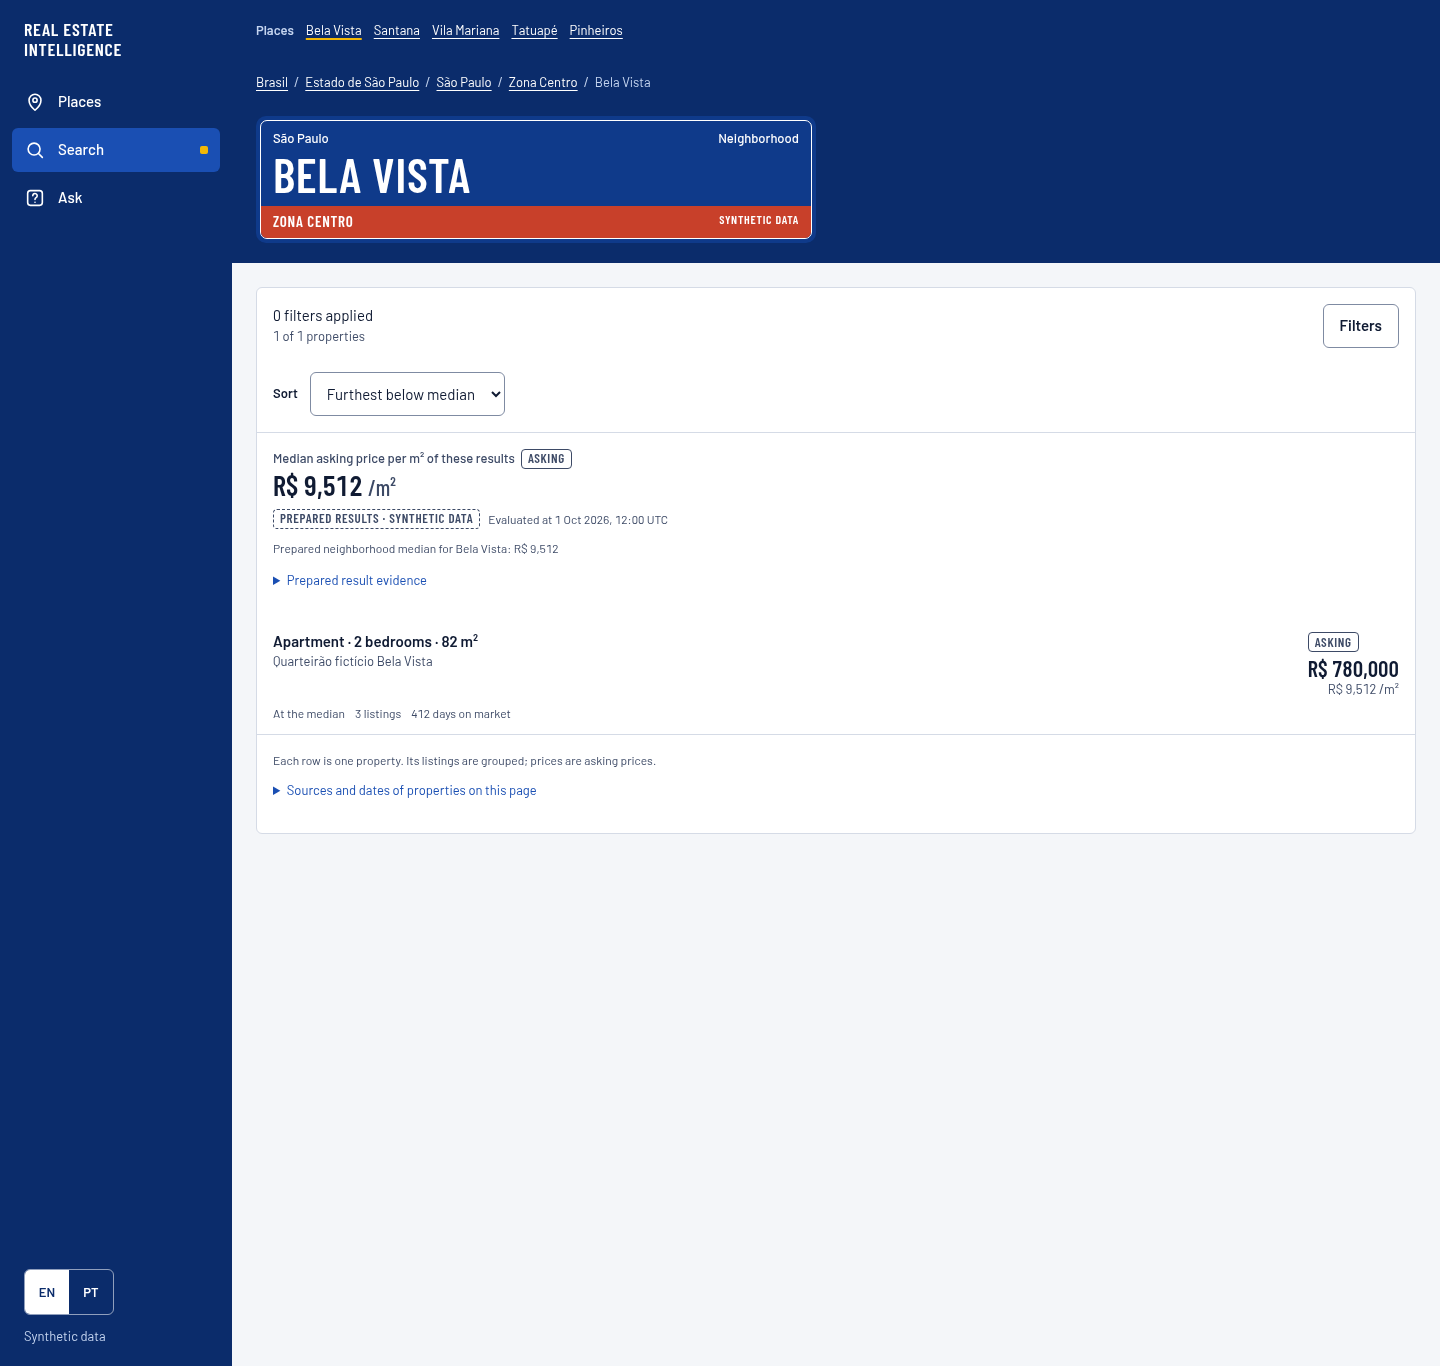 REAL ESTATE
INTELLIGENCE
Places
Search
Ask
EN PT
Synthetic data
Places Bela Vista Santana Vila Mariana Tatuapé Pinheiros
Brasil / Estado de São Paulo / São Paulo / Zona Centro / Bela Vista
São Paulo Neighborhood
BELA VISTA
ZONA CENTRO SYNTHETIC DATA
0 filters applied
1 of 1 properties
Filters
Sort Furthest below median
Median asking price per m² of these results ASKING
R$ 9,512 /m²
PREPARED RESULTS · SYNTHETIC DATA Evaluated at 1 Oct 2026, 12:00 UTC
Prepared neighborhood median for Bela Vista: R$ 9,512
Prepared result evidence
Apartment · 2 bedrooms · 82 m²
Quarteirão fictício Bela Vista
ASKING
R$ 780,000
R$ 9,512 /m²
At the median 3 listings 412 days on market
Each row is one property. Its listings are grouped; prices are asking prices.
Sources and dates of properties on this page